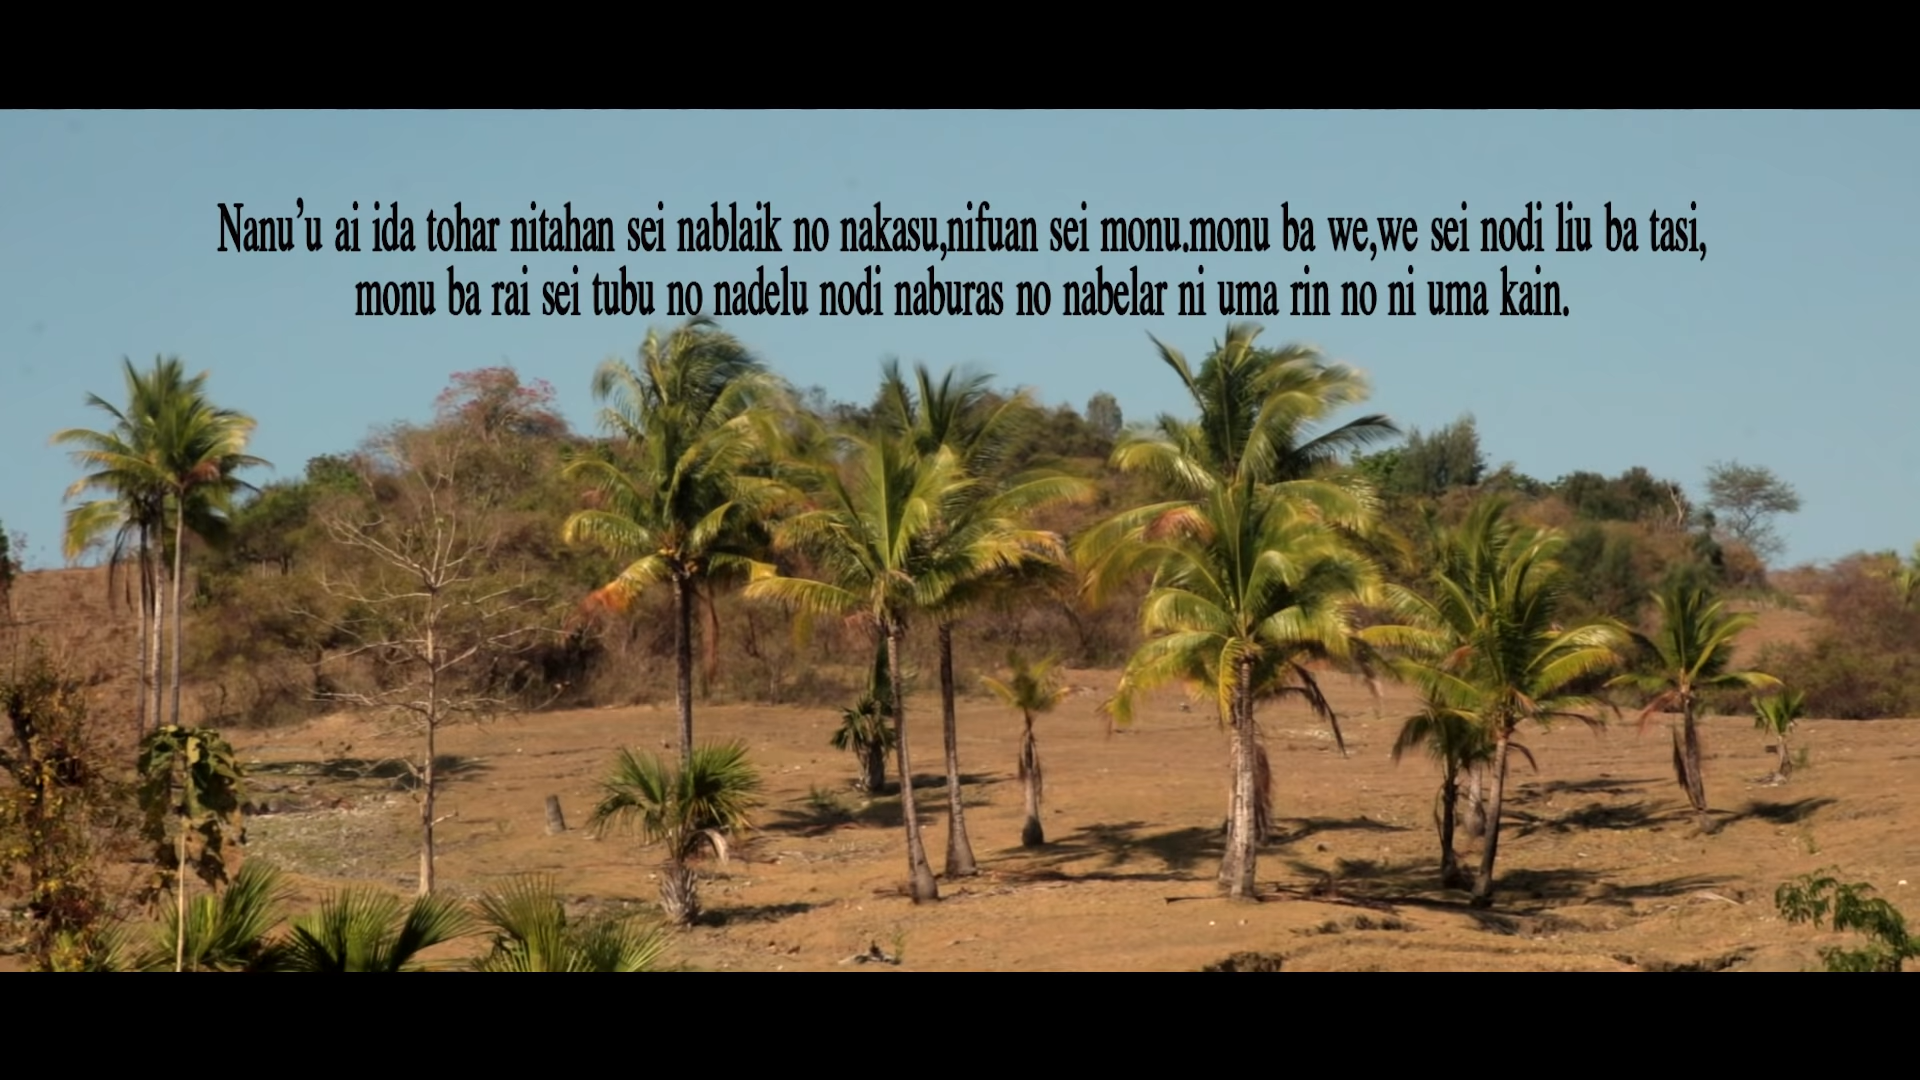 Nanu’u ai ida tohar nitahan sei nablaik no nakasu,nifuan sei monu.monu ba we,we sei nodi liu ba tasi,
monu ba rai sei tubu no nadelu nodi naburas no nabelar ni uma rin no ni uma kain.